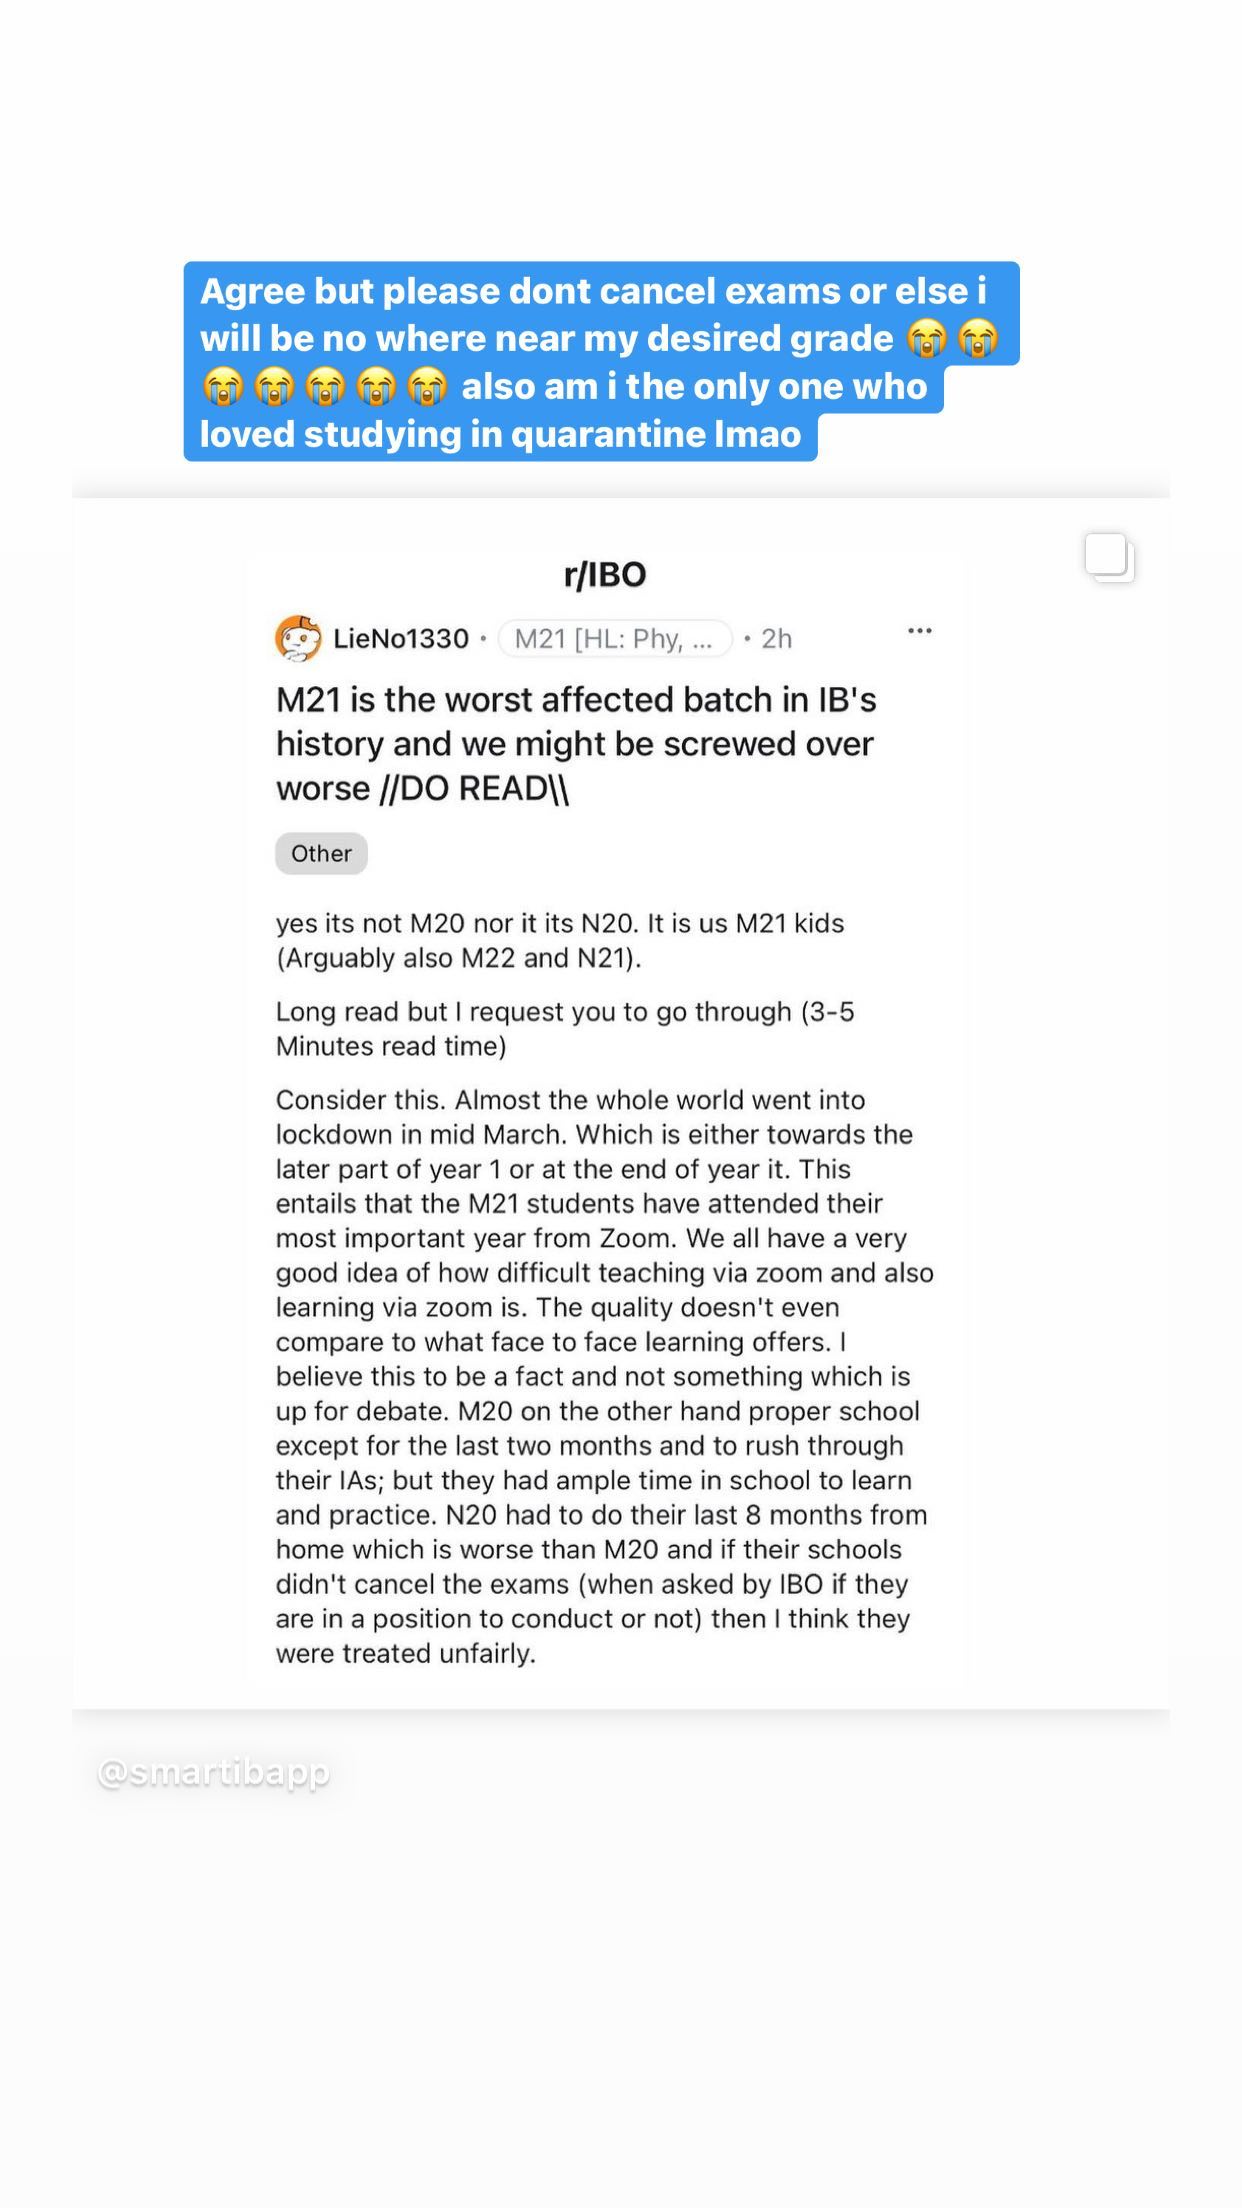 Agree but please dont cancel exams or else i
will be no where near my desired grade 😭 😭
😭 😭 😭 😭 😭 also am i the only one who
loved studying in quarantine lmao
r/IBO
LieNo1330 • M21 [HL: Phy, ... • 2h ...
M21 is the worst affected batch in IB's
history and we might be screwed over
worse //DO READ\\
Other
yes its not M20 nor it its N20. It is us M21 kids
(Arguably also M22 and N21).
Long read but I request you to go through (3-5
Minutes read time)
Consider this. Almost the whole world went into
lockdown in mid March. Which is either towards the
later part of year 1 or at the end of year it. This
entails that the M21 students have attended their
most important year from Zoom. We all have a very
good idea of how difficult teaching via zoom and also
learning via zoom is. The quality doesn't even
compare to what face to face learning offers. I
believe this to be a fact and not something which is
up for debate. M20 on the other hand proper school
except for the last two months and to rush through
their IAs; but they had ample time in school to learn
and practice. N20 had to do their last 8 months from
home which is worse than M20 and if their schools
didn't cancel the exams (when asked by IBO if they
are in a position to conduct or not) then I think they
were treated unfairly.
@smartibapp